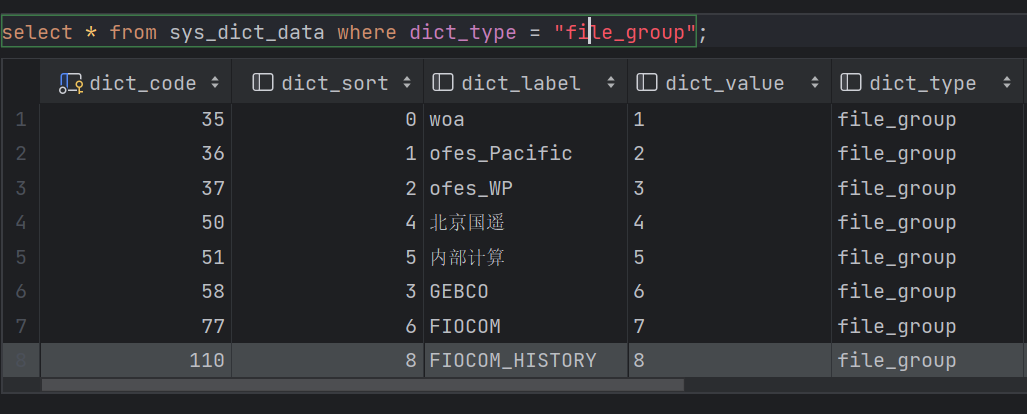 select * from sys_dict_data where dict_type = "file_group";
dict_code dict_sort dict_label dict_value dict_type
1 35 0 woa 1 file_group
2 36 1 ofes_Pacific 2 file_group
3 37 2 ofes_WP 3 file_group
4 50 4 北京国遥 4 file_group
5 51 5 内部计算 5 file_group
6 58 3 GEBCO 6 file_group
7 77 6 FIOCOM 7 file_group
8 110 8 FIOCOM_HISTORY 8 file_group